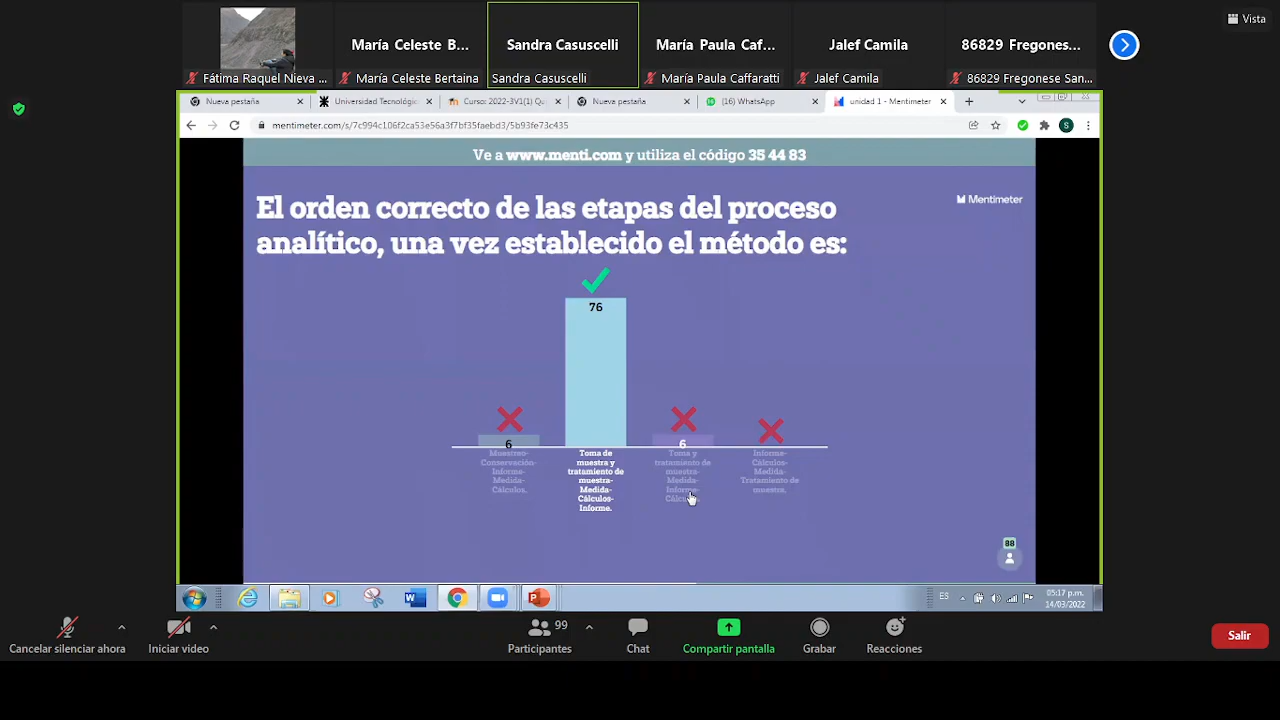 María Celeste B...
Sandra Casuscelli
María Paula Caf...
Jalef Camila
86829 Fregones...
Vista
Fátima Raquel Nieva ...
María Celeste Bertaina
Sandra Casuscelli
María Paula Caffaratti
Jalef Camila
86829 Fregonese San...
Nueva pestaña
Universidad Tecnológic
Curso: 2022-3V1(1) Qu
Nueva pestaña
(16) WhatsApp
unidad 1 - Mentimeter
mentimeter.com/s/7c994c106f2ca53e56a3f7bf35faebd3/5b93fe73c435
S
Ve a www.menti.com y utiliza el código 35 44 83
El orden correcto de las etapas del proceso
analítico, una vez establecido el método es:
Mentimeter
76
6
6
Muestreo-
Conservación-
Informe-
Medida-
Cálculos.
Toma de
muestra y
tratamiento de
muestra-
Medida-
Cálculos-
Informe.
Toma y
tratamiento de
muestra-
Medida-
Informe-
Informe-
Cálculos-
Medida-
Tratamiento de
muestra.
88
ES
05:17 p.m.
14/03/2022
Cancelar silenciar ahora
Iniciar video
99
Participantes
Chat
Compartir pantalla
Grabar
Reacciones
Salir